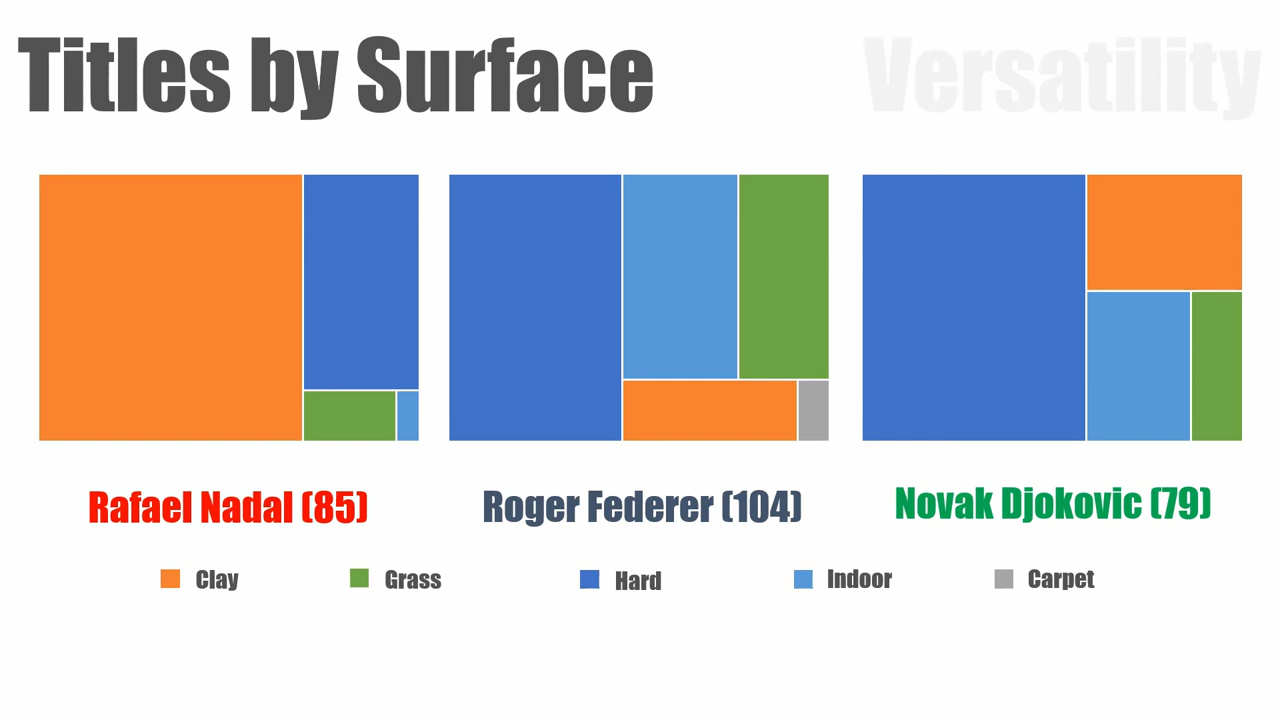 Titles by Surface
Versatility
Rafael Nadal (85)
Roger Federer (104)
Novak Djokovic (79)
Clay
Grass
Hard
Indoor
Carpet